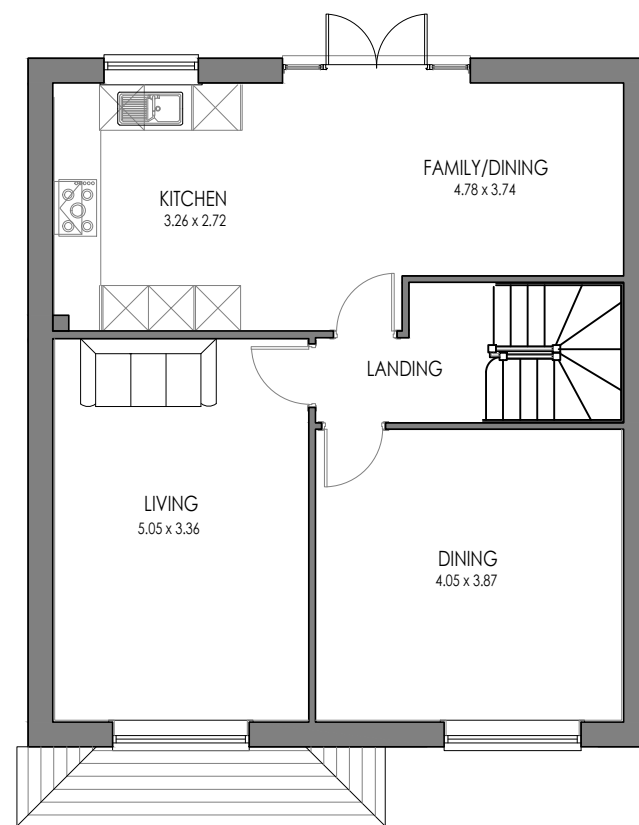 FAMILY/DINING
4.78 x 3.74
KITCHEN
3.26 x 2.72
LANDING
LIVING
5.05 x 3.36
DINING
4.05 x 3.87